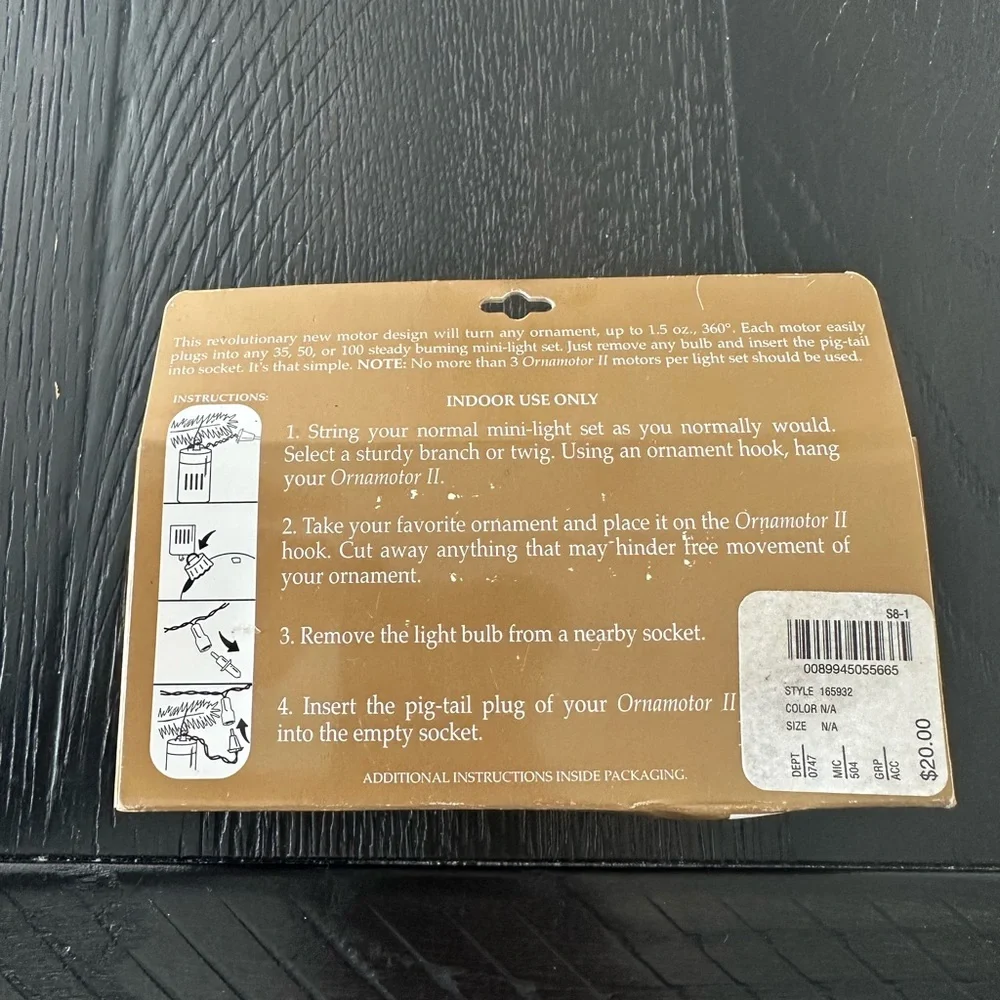 This revolutionary new motor design will turn any ornament, up to 1.5 oz., 360°. Each motor easily
plugs into any 35, 50, or 100 steady burning mini-light set. Just remove any bulb and insert the pig-tail
into socket. It's that simple. NOTE: No more than 3 Ornamotor II motors per light set should be used.
INSTRUCTIONS:
INDOOR USE ONLY
1. String your normal mini-light set as you normally would.
Select a sturdy branch or twig. Using an ornament hook, hang
your Ornamotor II.
2. Take your favorite ornament and place it on the Ornamotor II
hook. Cut away anything that may hinder free movement of
your ornament.
3. Remove the light bulb from a nearby socket.
4. Insert the pig-tail plug of your Ornamotor II
into the empty socket.
ADDITIONAL INSTRUCTIONS INSIDE PACKAGING.
S8-1
0089945055665
STYLE 165932
COLOR N/A
SIZE N/A
DEPT
0747
MIC
504
GRP
ACC
$20.00